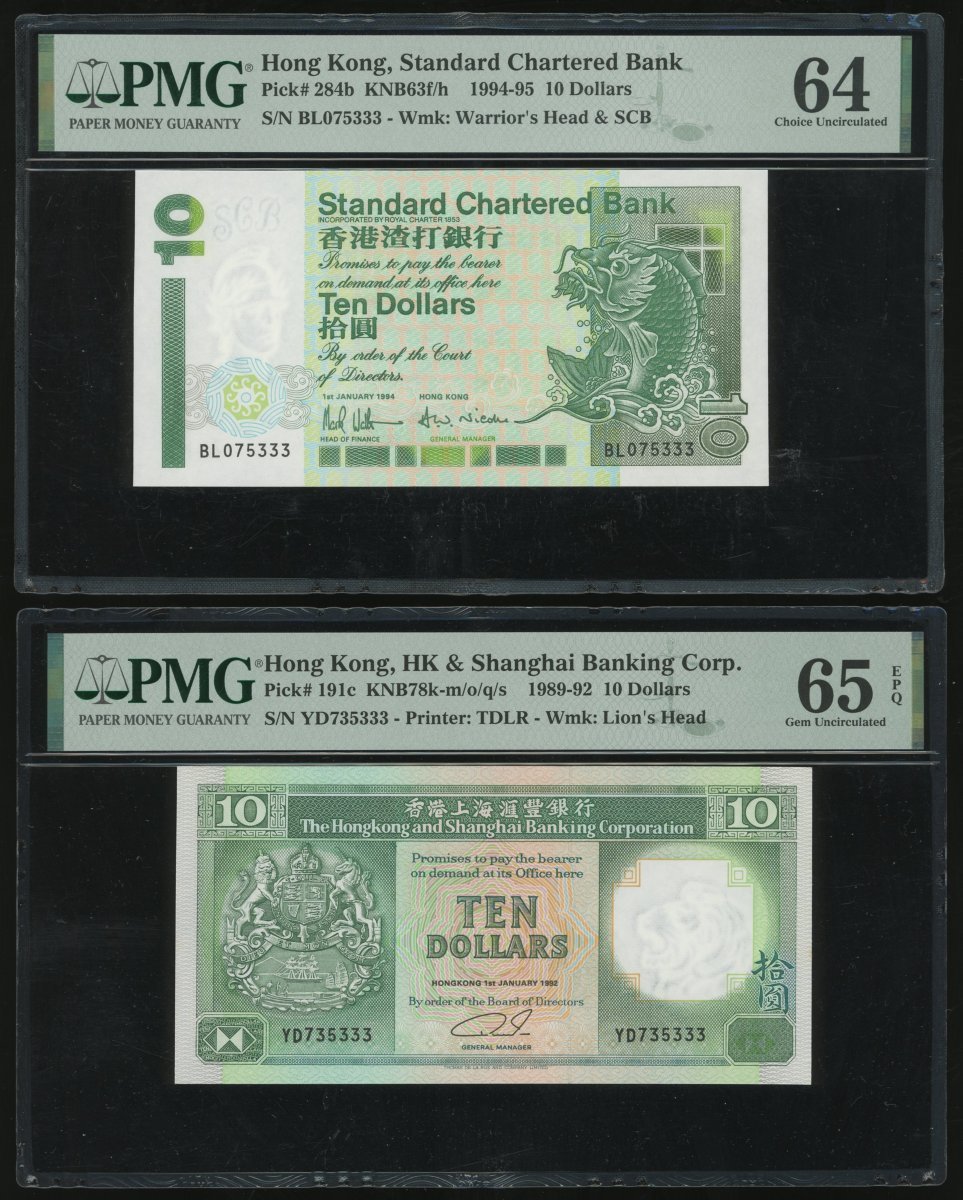 PMG®
PAPER MONEY GUARANTY
Hong Kong, Standard Chartered Bank
Pick# 284b KNB63f/h 1994-95 10 Dollars
S/N BL075333 - Wmk: Warrior's Head & SCB
64
Choice Uncirculated
10
Standard Chartered Bank
INCORPORATED BY ROYAL CHARTER 1853
香港渣打銀行
Promises to pay the bearer
on demand at its office here
Ten Dollars
拾圓
By order of the Court
of Directors.
1st JANUARY 1994 HONG KONG
HEAD OF FINANCE GENERAL MANAGER
BL075333 BL075333
10
PMG®
PAPER MONEY GUARANTY
Hong Kong, HK & Shanghai Banking Corp.
Pick# 191c KNB78k-m/o/q/s 1989-92 10 Dollars
S/N YD735333 - Printer: TDLR - Wmk: Lion's Head
65 EPQ
Gem Uncirculated
10 香港上海滙豐銀行 10
The Hongkong and Shanghai Banking Corporation
Promises to pay the bearer
on demand at its Office here
TEN
DOLLARS
拾圓
HONGKONG 1st JANUARY 1992
By order of the Board of Directors
YD735333 YD735333
GENERAL MANAGER
THOMAS DE LA RUE AND COMPANY LIMITED